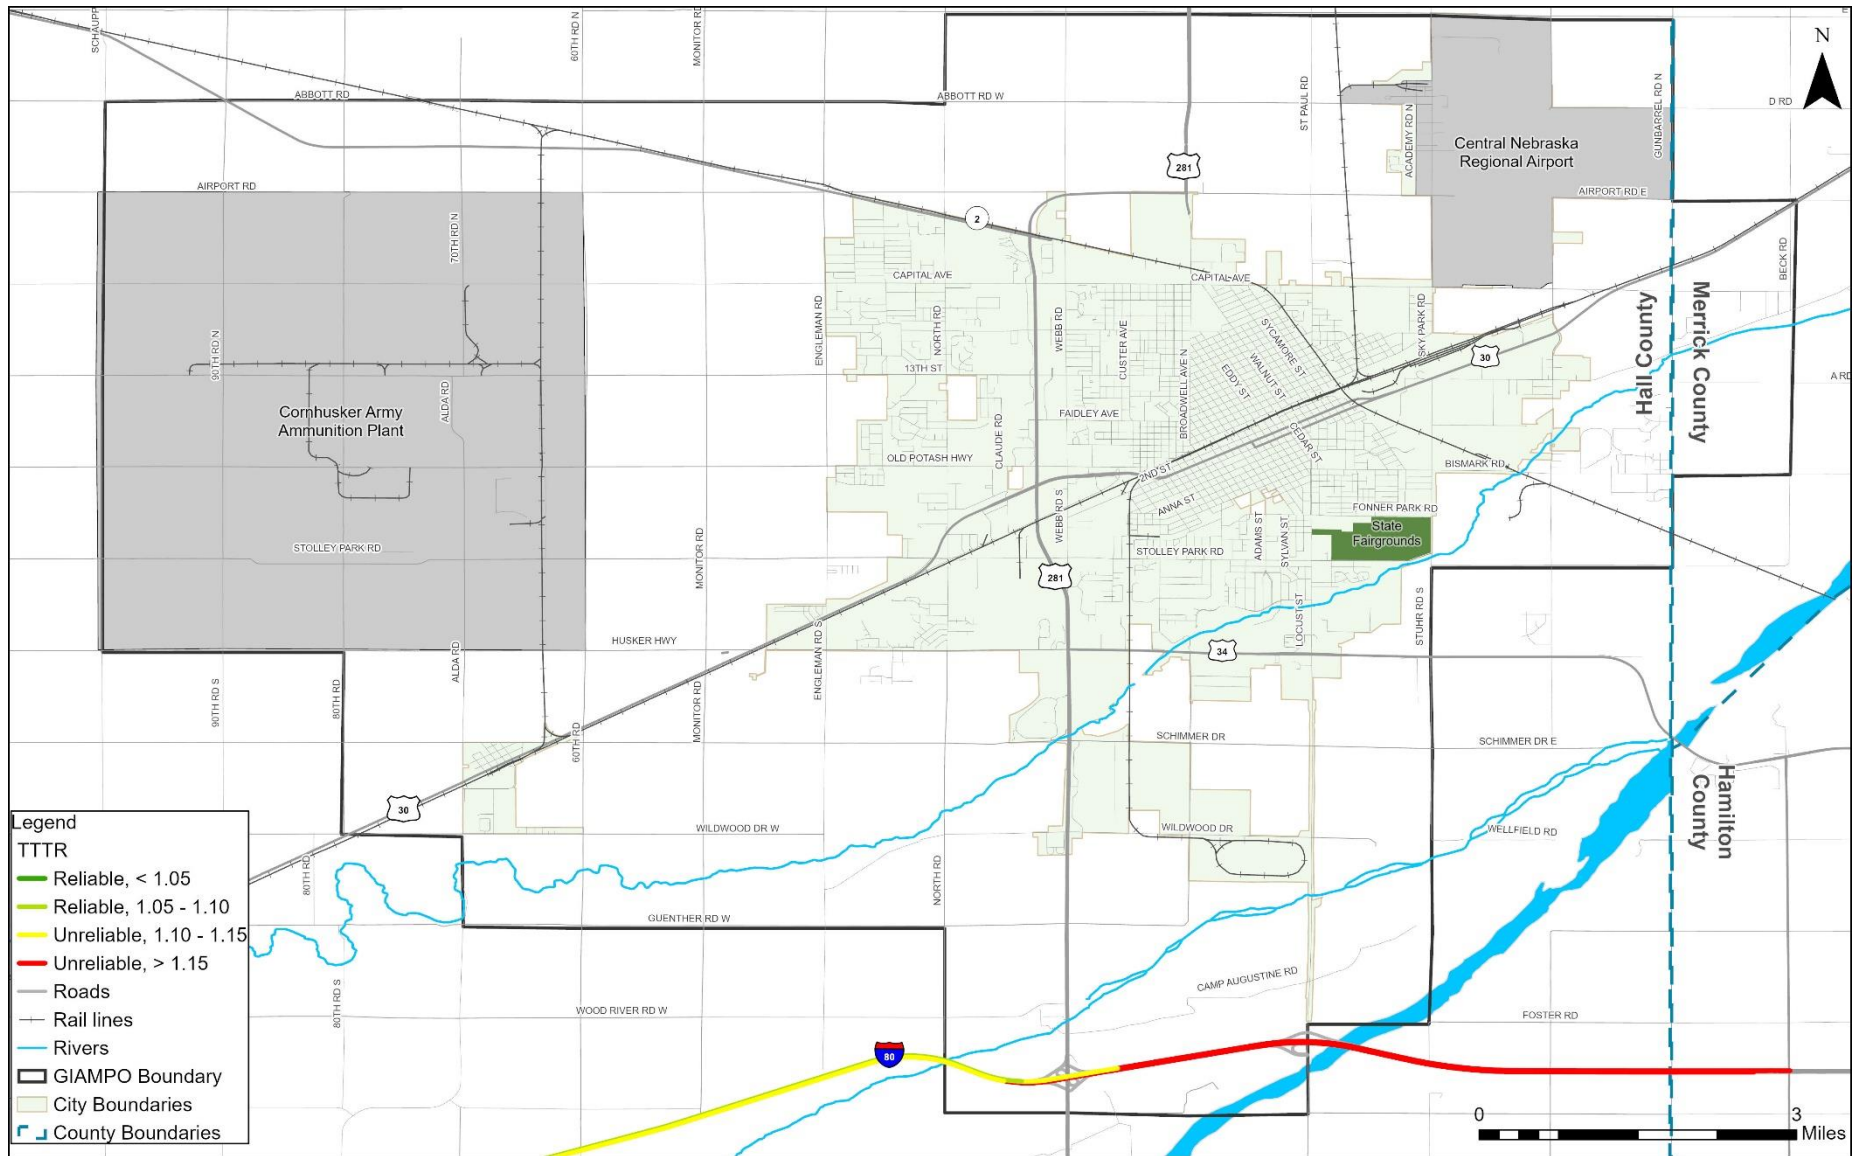 SCHAUPP
60TH RD N
MONITOR RD
N
ABBOTT RD
ABBOTT RD W
ST PAUL RD
ACADEMY RD N
GUNBARREL RD N
D RD
Central Nebraska
Regional Airport
281
AIRPORT RD
AIRPORT RD E
70TH RD N
2
BECK RD
CAPITAL AVE
CAPITAL AVE
ENGLEMAN RD
NORTH RD
WEBB RD
CUSTER AVE
BROADWELL AVE N
SYCAMORE ST
WALNUT ST
EDDY ST
SKY PARK RD
30
Hall County
Merrick County
90TH RD N
13TH ST
A RD
ALDA RD
Cornhusker Army
Ammunition Plant
FAIDLEY AVE
CLAUDE RD
CEDAR ST
OLD POTASH HWY
2ND ST
BISMARK RD
ANNA ST
WEBB RD S
FONNER PARK RD
State
Fairgrounds
STOLLEY PARK RD
MONITOR RD
STOLLEY PARK RD
ADAMS ST
SYLVAN ST
281
LOCUST ST
STUHR RD S
HUSKER HWY
ENGLEMAN RD S
34
ALDA RD
90TH RD S
80TH RD
MONITOR RD
60TH RD
SCHIMMER DR
SCHIMMER DR E
Hamilton
County
30
WILDWOOD DR W
WILDWOOD DR
WELLFIELD RD
80TH RD
NORTH RD
GUENTHER RD W
CAMP AUGUSTINE RD
80TH RD S
WOOD RIVER RD W
FOSTER RD
80
Legend
TTTR
Reliable, < 1.05
Reliable, 1.05 - 1.10
Unreliable, 1.10 - 1.15
Unreliable, > 1.15
Roads
Rail lines
Rivers
GIAMPO Boundary
City Boundaries
County Boundaries
0 3
Miles